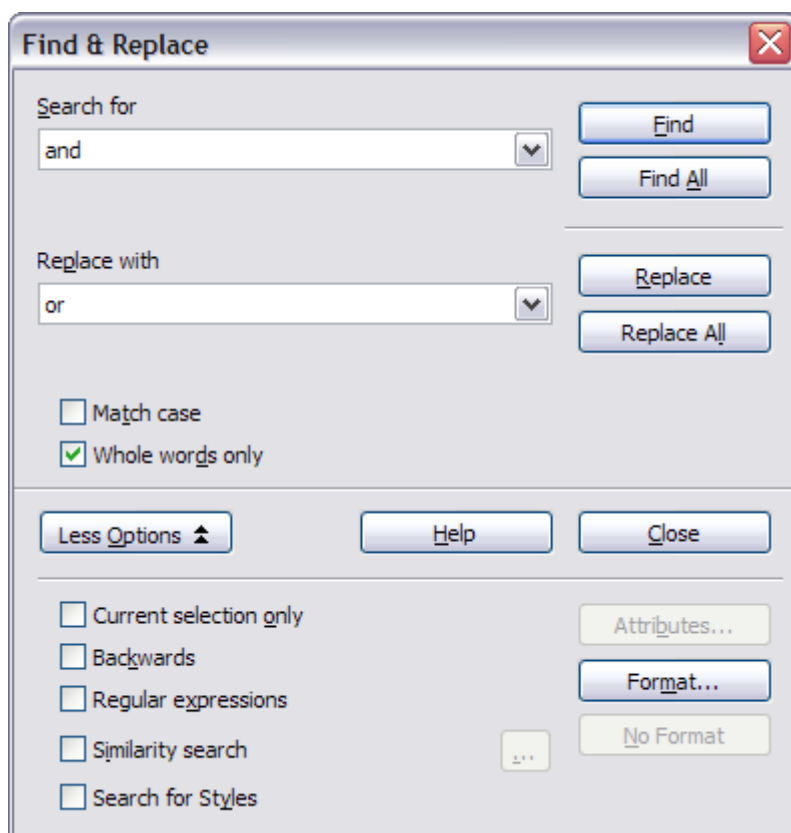 Find & Replace
Search for
and
Find
Find All
Replace with
or
Replace
Replace All
Match case
Whole words only
Less Options
Help
Close
Current selection only
Attributes...
Backwards
Regular expressions
Format...
Similarity search
...
No Format
Search for Styles